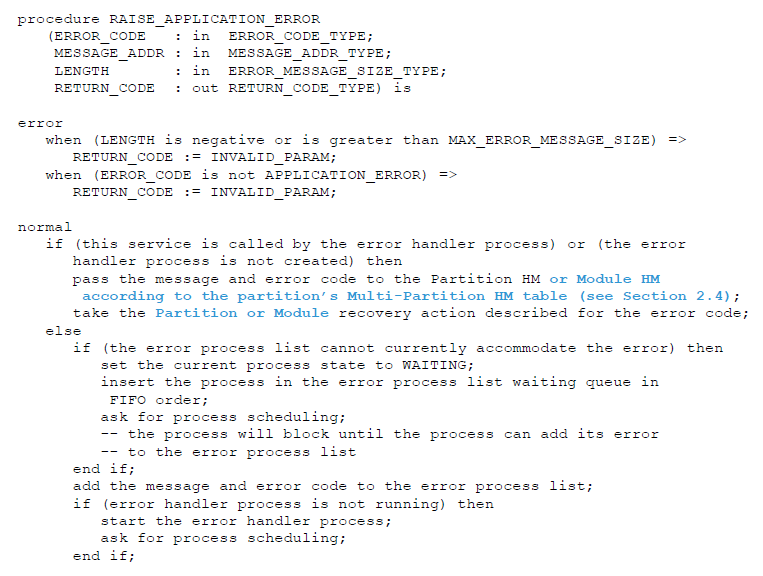 procedure RAISE_APPLICATION_ERROR
(ERROR_CODE : in ERROR_CODE_TYPE;
MESSAGE_ADDR : in MESSAGE_ADDR_TYPE;
LENGTH : in ERROR_MESSAGE_SIZE_TYPE;
RETURN_CODE : out RETURN_CODE_TYPE) is
error
when (LENGTH is negative or is greater than MAX_ERROR_MESSAGE_SIZE) =>
RETURN_CODE := INVALID_PARAM;
when (ERROR_CODE is not APPLICATION_ERROR) =>
RETURN_CODE := INVALID_PARAM;
normal
if (this service is called by the error handler process) or (the error
handler process is not created) then
pass the message and error code to the Partition HM or Module HM
according to the partition's Multi-Partition HM table (see Section 2.4);
take the Partition or Module recovery action described for the error code;
else
if (the error process list cannot currently accommodate the error) then
set the current process state to WAITING;
insert the process in the error process list waiting queue in
FIFO order;
ask for process scheduling;
-- the process will block until the process can add its error
-- to the error process list
end if;
add the message and error code to the error process list;
if (error handler process is not running) then
start the error handler process;
ask for process scheduling;
end if;